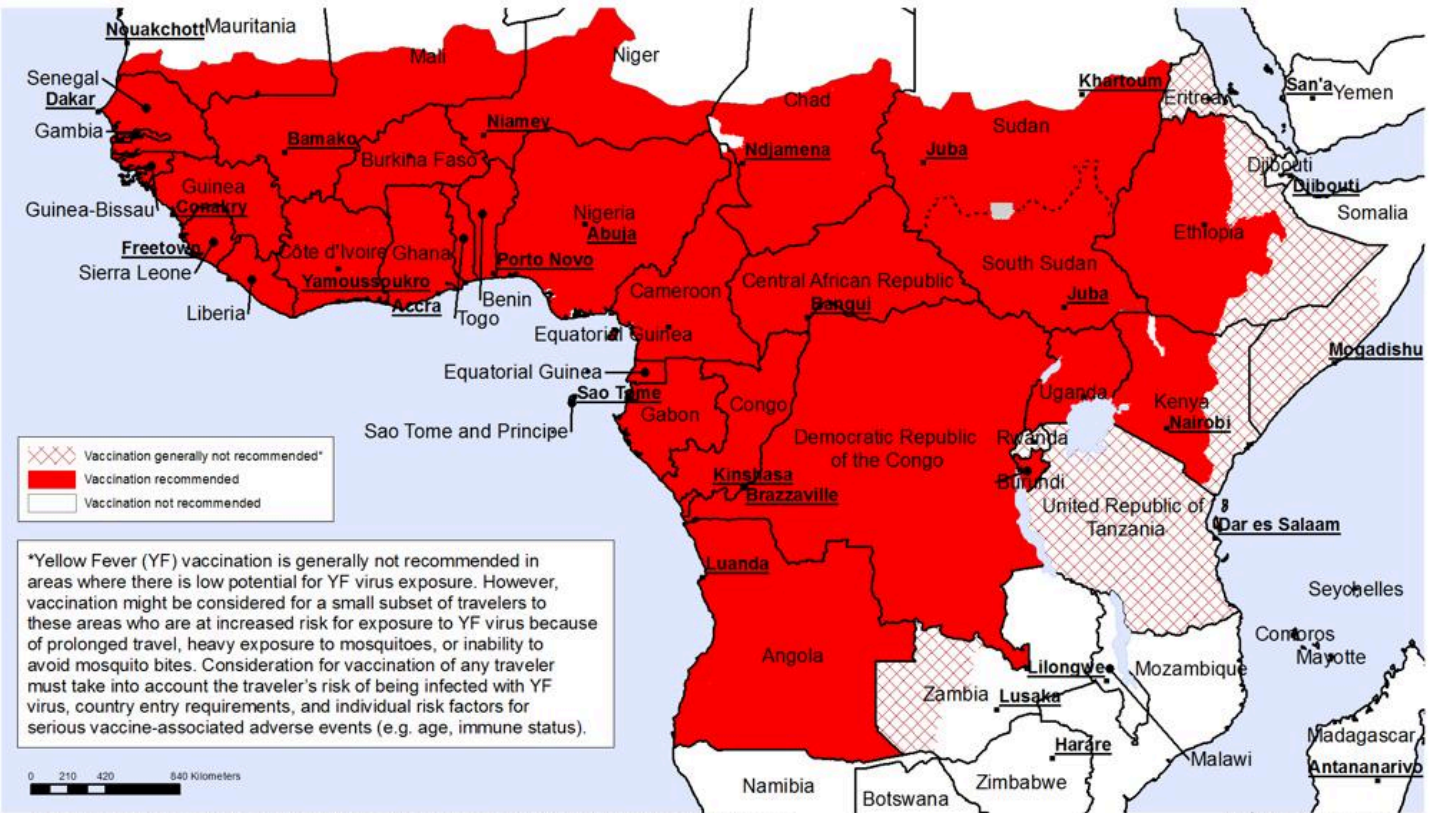 Nouakchott
Mauritania
Mali
Niger
Senegal
Dakar
Gambia
Bamako
Niamey
Burkina Faso
Chad
Ndjamena
Khartoum
Sudan
Juba
Eritrea
San'a
Yemen
Djibouti
Djibouti
Somalia
Guinea
Conakry
Guinea-Bissau
Freetown
Sierra Leone
Liberia
Côte d'Ivoire
Yamoussoukro
Ghana
Accra
Togo
Benin
Porto Novo
Nigeria
Abuja
Cameroon
Central African Republic
Bangui
South Sudan
Juba
Ethiopia
Equatorial Guinea
Equatorial Guinea
Sao Tome
Sao Tome and Principe
Gabon
Congo
Democratic Republic
of the Congo
Uganda
Kenya
Nairobi
Mogadishu
Rwanda
Burundi
Kinshasa
Brazzaville
United Republic of
Tanzania
Dar es Salaam
Luanda
Angola
Seychelles
Comoros
Mayotte
Lilongwe
Mozambique
Zambia
Lusaka
Harare
Malawi
Madagascar
Antananarivo
Namibia
Botswana
Zimbabwe
Vaccination generally not recommended*
Vaccination recommended
Vaccination not recommended
*Yellow Fever (YF) vaccination is generally not recommended in
areas where there is low potential for YF virus exposure. However,
vaccination might be considered for a small subset of travelers to
these areas who are at increased risk for exposure to YF virus because
of prolonged travel, heavy exposure to mosquitoes, or inability to
avoid mosquito bites. Consideration for vaccination of any traveler
must take into account the traveler's risk of being infected with YF
virus, country entry requirements, and individual risk factors for
serious vaccine-associated adverse events (e.g. age, immune status).
0 210 420 840 Kilometers